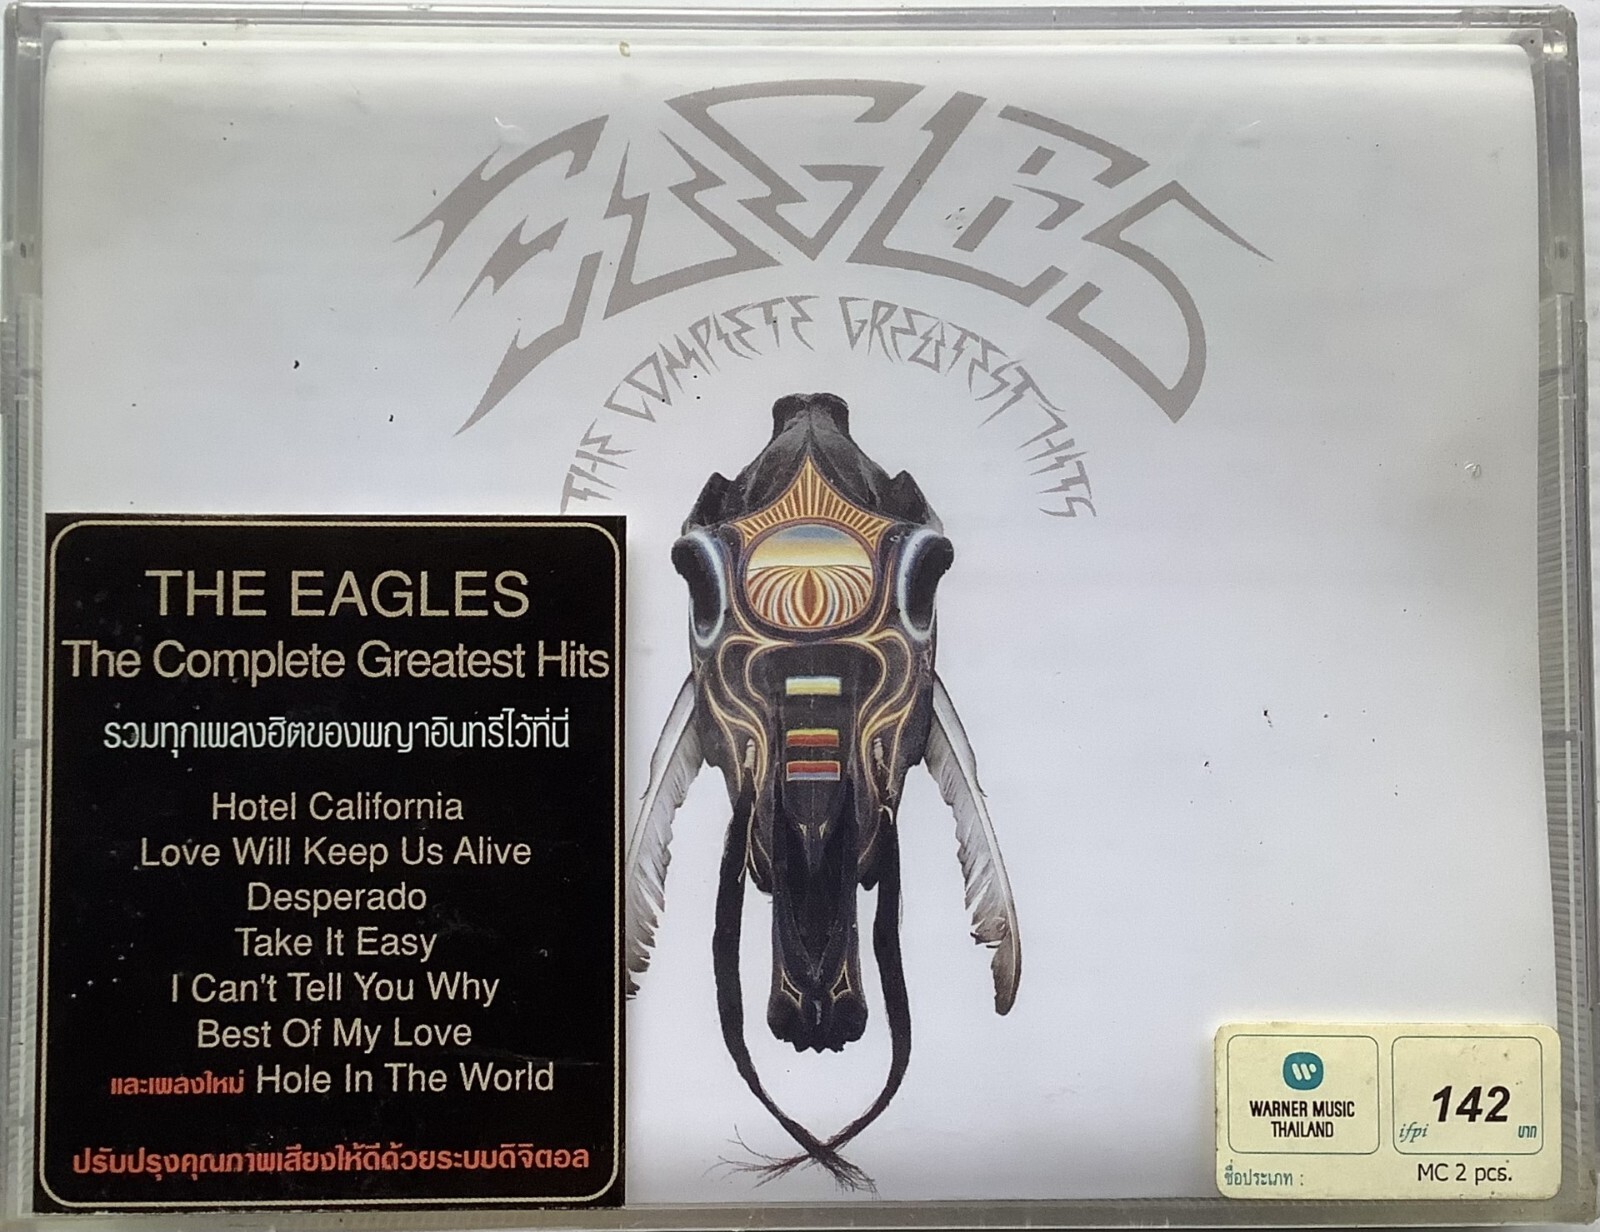 EAGLES
THE COMPLETE GREATEST HITS
THE EAGLES
The Complete Greatest Hits
รวมทุกเพลงฮิตของพญาอินทรีไว้ที่นี่
Hotel California
Love Will Keep Us Alive
Desperado
Take It Easy
I Can't Tell You Why
Best Of My Love
และเพลงใหม่ Hole In The World
ปรับปรุงคุณภาพเสียงให้ดีด้วยระบบดิจิตอล
WARNER MUSIC
THAILAND
ifpi 142 บาท
ชื่อประเภท : MC 2 pcs.